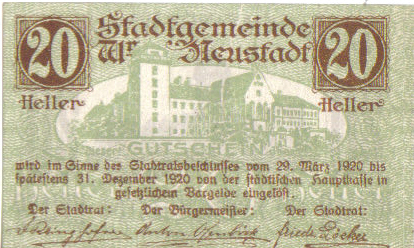 20 Stadtgemeinde 20
Wr. Neustadt
Heller Heller
GUTSCHEIN
wird im Sinne des Stadtratsbeschlusses vom 29. März 1920 bis
spätestens 31. Dezember 1920 von der städtischen Hauptkasse in
gesetzlichem Bargelde eingelöst.
Der Stadtrat: Der Bürgermeister: Der Stadtrat: